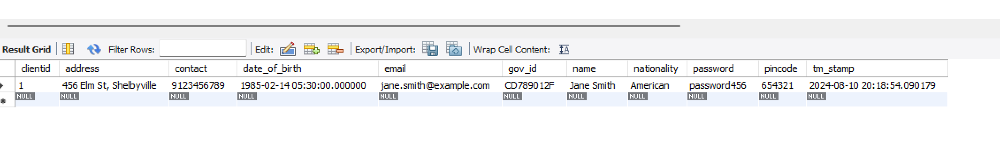 Result Grid Filter Rows: Edit: Export/Import: Wrap Cell Content: A
clientid address contact date_of_birth email gov_id name nationality password pincode tm_stamp
1 456 Elm St, Shelbyville 9123456789 1985-02-14 05:30:00.000000 jane.smith@example.com CD789012F Jane Smith American password456 654321 2024-08-10 20:18:54.090179
NULL NULL NULL NULL NULL NULL NULL NULL NULL NULL NULL